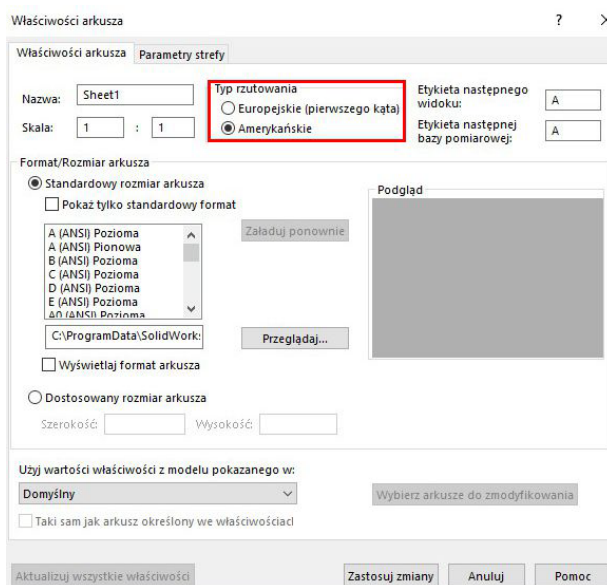 Właściwości arkusza
?
Właściwości arkusza
Parametry strefy
Nazwa:
Sheet1
Skala:
1 : 1
Typ rzutowania
Europejskie (pierwszego kąta)
Amerykańskie
Etykieta następnego
widoku:
A
Etykieta następnej
bazy pomiarowej:
A
Format/Rozmiar arkusza
Standardowy rozmiar arkusza
Pokaż tylko standardowy format
A (ANSI) Pozioma
A (ANSI) Pionowa
B (ANSI) Pozioma
C (ANSI) Pozioma
D (ANSI) Pozioma
E (ANSI) Pozioma
A0 (ANSI) Pozioma
Załaduj ponownie
C:\ProgramData\SolidWork:
Przeglądaj...
Wyświetlaj format arkusza
Dostosowany rozmiar arkusza
Szerokość:
Wysokość:
Podgląd
Użyj wartości właściwości z modelu pokazanego w:
Domyślny
Wybierz arkusze do zmodyfikowania
Taki sam jak arkusz określony we właściwościacl
Aktualizuj wszystkie właściwości
Zastosuj zmiany
Anuluj
Pomoc